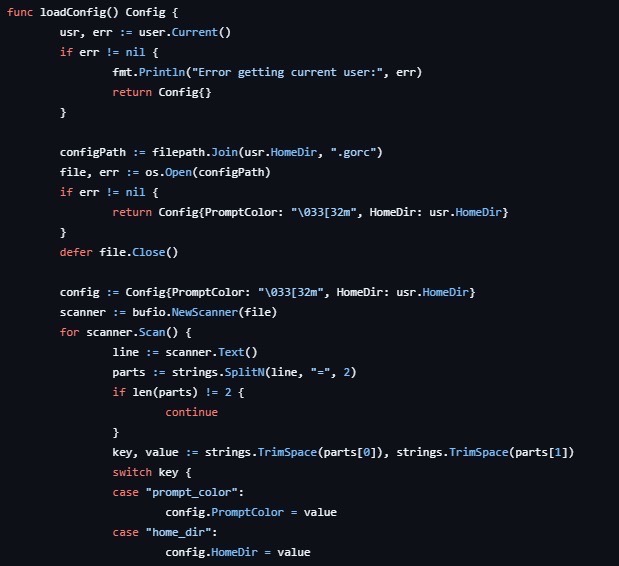 func loadConfig() Config {
	usr, err := user.Current()
	if err != nil {
		fmt.Println("Error getting current user:", err)
		return Config{}
	}

	configPath := filepath.Join(usr.HomeDir, ".gorc")
	file, err := os.Open(configPath)
	if err != nil {
		return Config{PromptColor: "\033[32m", HomeDir: usr.HomeDir}
	}
	defer file.Close()

	config := Config{PromptColor: "\033[32m", HomeDir: usr.HomeDir}
	scanner := bufio.NewScanner(file)
	for scanner.Scan() {
		line := scanner.Text()
		parts := strings.SplitN(line, "=", 2)
		if len(parts) != 2 {
			continue
		}
		key, value := strings.TrimSpace(parts[0]), strings.TrimSpace(parts[1])
		switch key {
		case "prompt_color":
			config.PromptColor = value
		case "home_dir":
			config.HomeDir = value